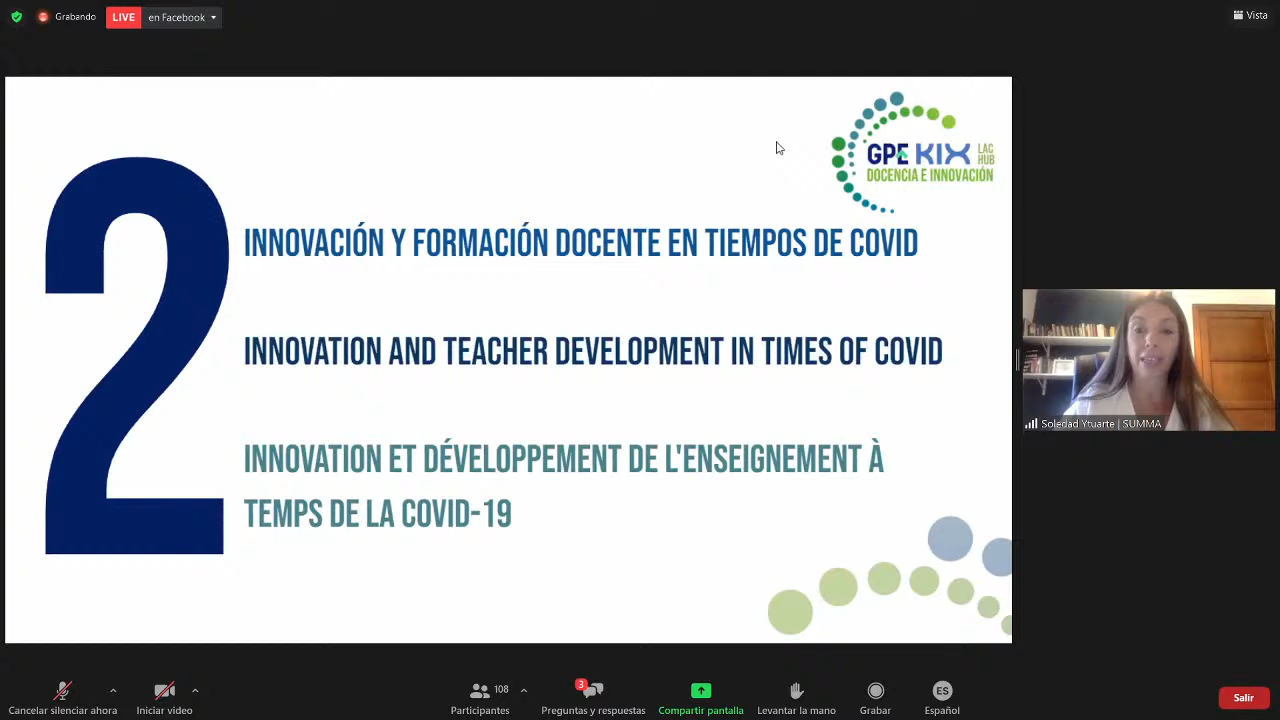 Grabando
LIVE en Facebook
Vista
GPE KIX LAC HUB
DOCENCIA E INNOVACIÓN
2
INNOVACIÓN Y FORMACIÓN DOCENTE EN TIEMPOS DE COVID
INNOVATION AND TEACHER DEVELOPMENT IN TIMES OF COVID
INNOVATION ET DÉVELOPPEMENT DE L'ENSEIGNEMENT À
TEMPS DE LA COVID-19
Soledad Ytuarte | SUMMA
Cancelar silenciar ahora
Iniciar video
108
Participantes
3
Preguntas y respuestas
Compartir pantalla
Levantar la mano
Grabar
ES
Español
Salir